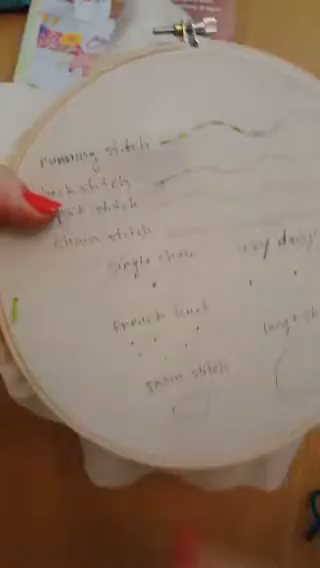 running stitch
back stitch
split stitch
chain stitch
single chain
lazy daisy
french knot
satin stitch